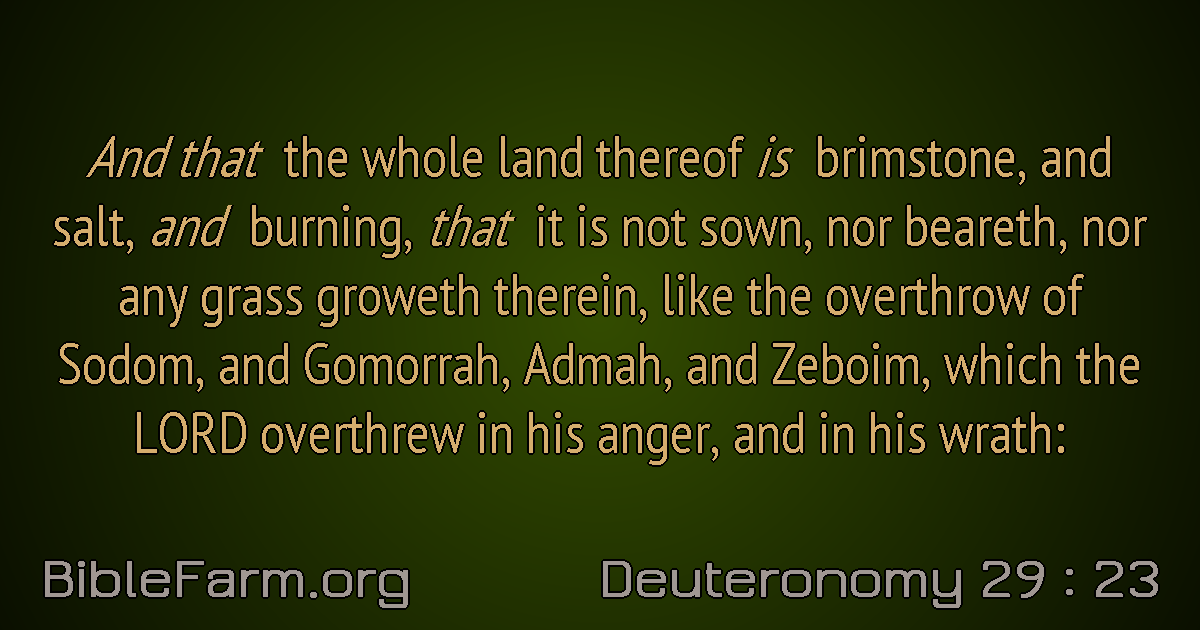 And that the whole land thereof is brimstone, and
salt, and burning, that it is not sown, nor beareth, nor
any grass groweth therein, like the overthrow of
Sodom, and Gomorrah, Admah, and Zeboim, which the
LORD overthrew in his anger, and in his wrath:
BibleFarm.org
Deuteronomy 29 : 23